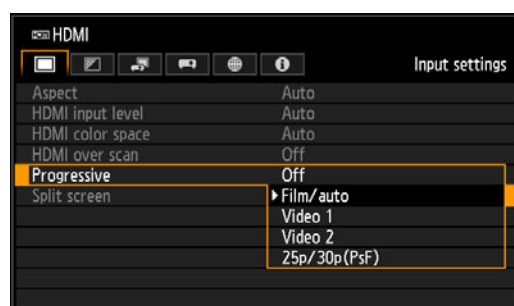 HDMI
Input settings
Aspect Auto
HDMI input level Auto
HDMI color space Auto
HDMI over scan Off
Progressive Off
Split screen Film/auto
Video 1
Video 2
25p/30p(PsF)